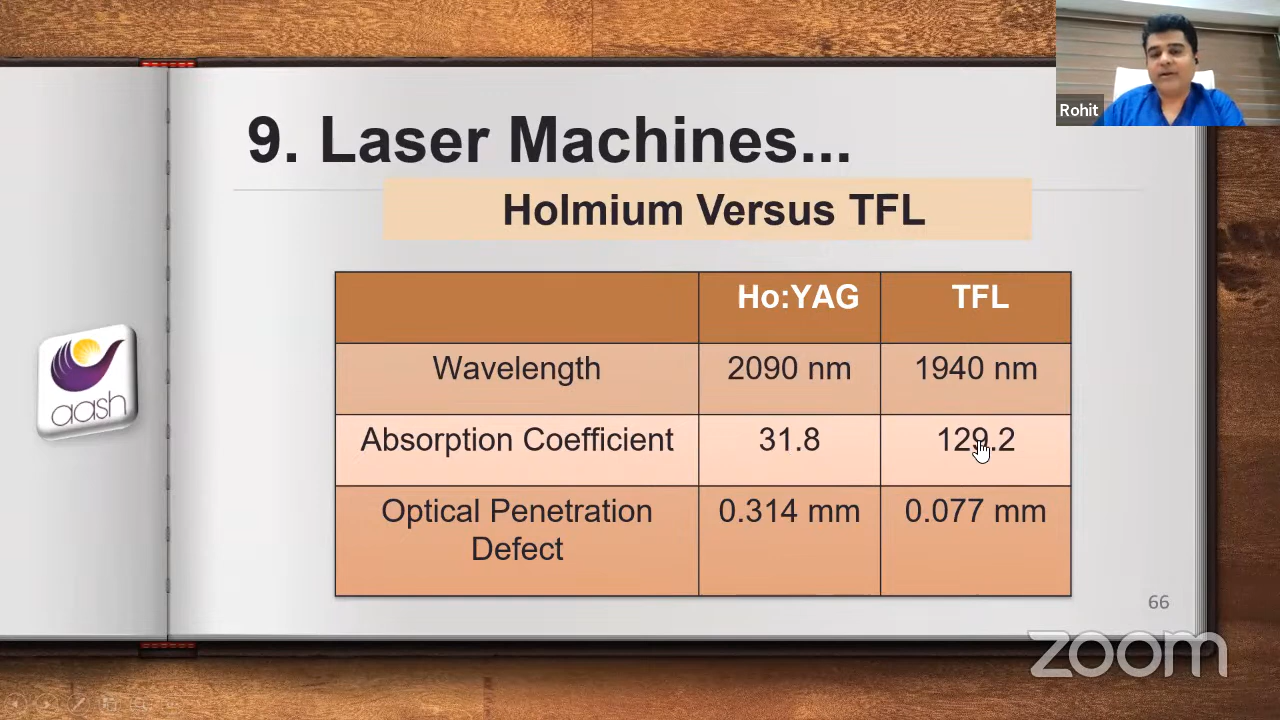 Rohit
9. Laser Machines...
Holmium Versus TFL
Ho:YAG TFL
Wavelength 2090 nm 1940 nm
Absorption Coefficient 31.8 129.2
Optical Penetration 0.314 mm 0.077 mm
Defect
aash
66
zoom